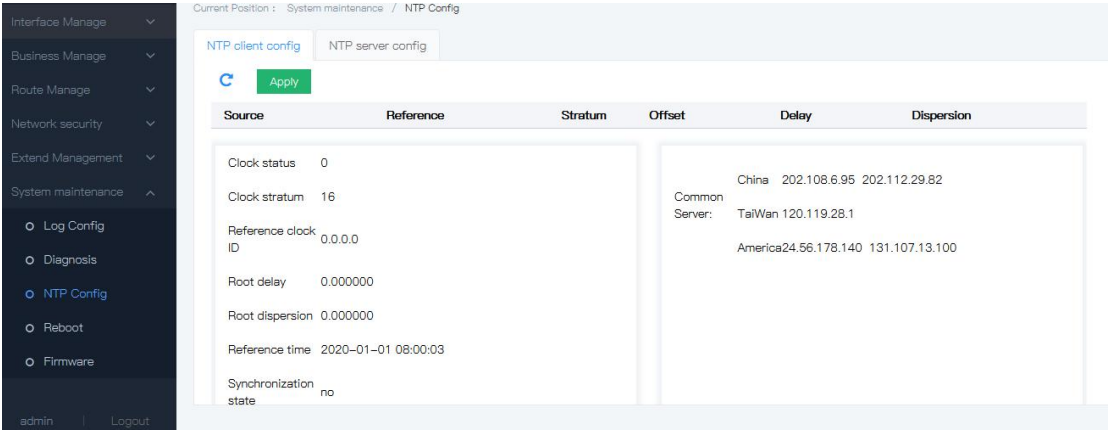 Current Position : System maintenance / NTP Config
Interface Manage
Business Manage
Route Manage
Network security
Extend Management
System maintenance
Log Config
Diagnosis
NTP Config
Reboot
Firmware
admin | Logout
NTP client config NTP server config
Apply
Source Reference Stratum Offset Delay Dispersion
Clock status 0
Clock stratum 16
Reference clock
ID 0.0.0.0
Root delay 0.000000
Root dispersion 0.000000
Reference time 2020-01-01 08:00:03
Synchronization
state no
Common
Server:
China 202.108.6.95 202.112.29.82
TaiWan 120.119.28.1
America24.56.178.140 131.107.13.100